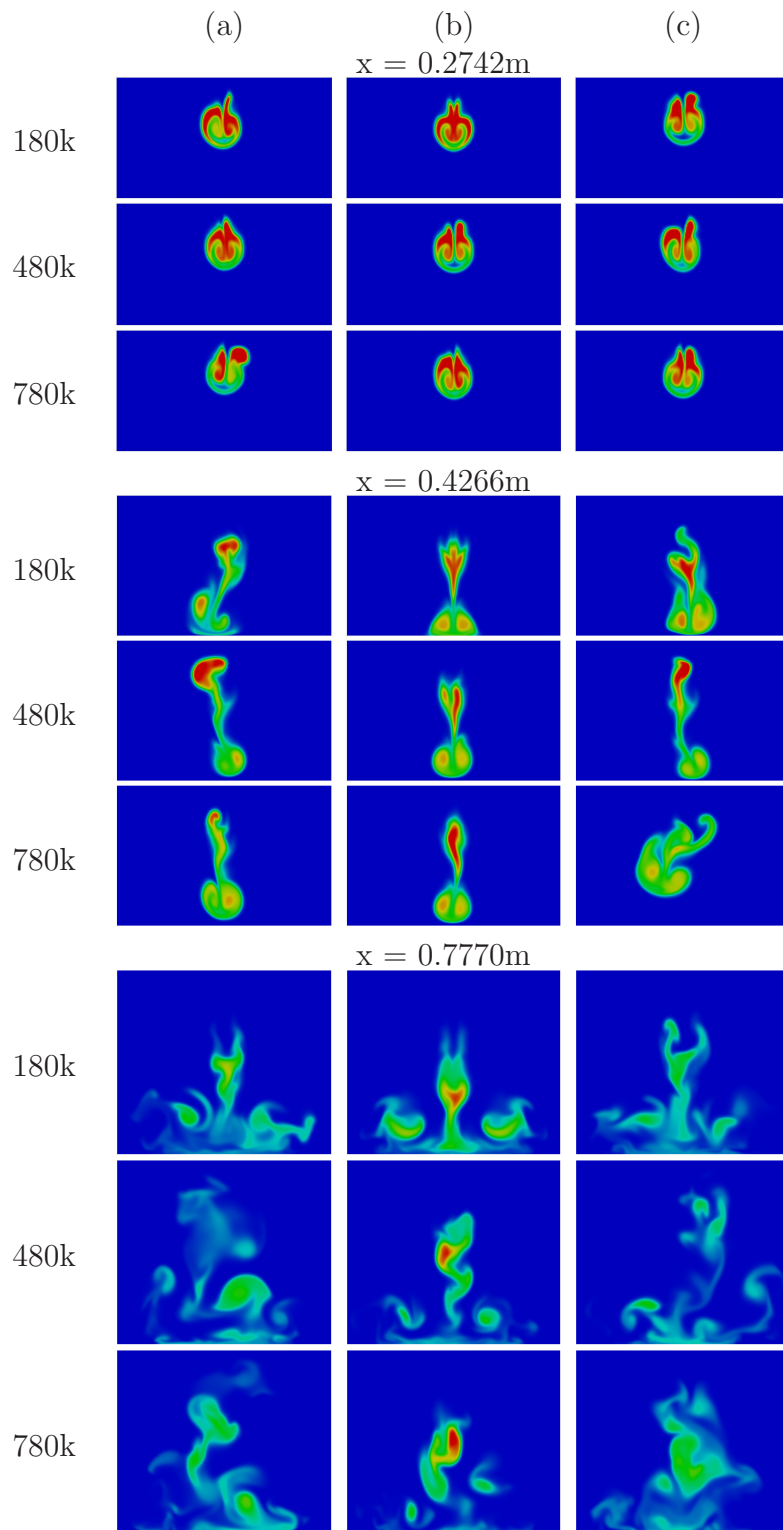 (a) (b) (c)
x = 0.2742m
180k
480k
780k
x = 0.4266m
180k
480k
780k
x = 0.7770m
180k
480k
780k